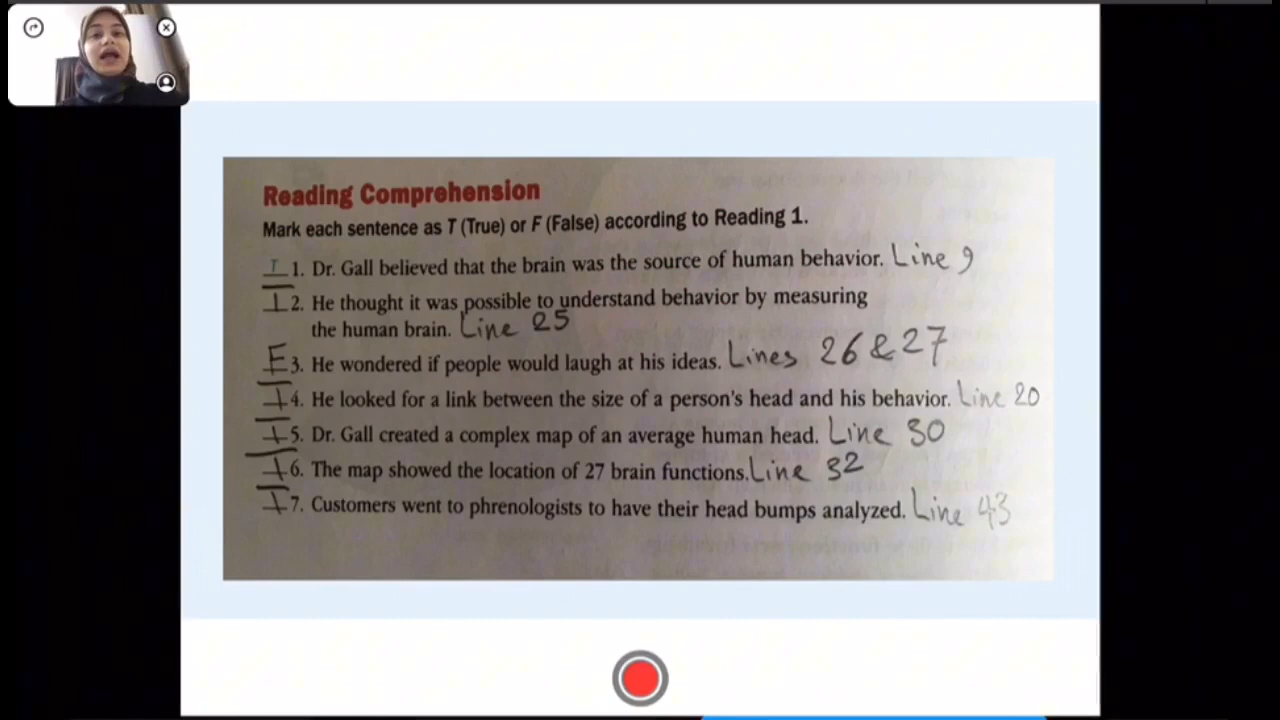 Reading Comprehension
Mark each sentence as T (True) or F (False) according to Reading 1.
T 1. Dr. Gall believed that the brain was the source of human behavior. Line 9
T 2. He thought it was possible to understand behavior by measuring
the human brain. Line 25
F 3. He wondered if people would laugh at his ideas. Lines 26 & 27
T 4. He looked for a link between the size of a person's head and his behavior. Line 20
T 5. Dr. Gall created a complex map of an average human head. Line 30
T 6. The map showed the location of 27 brain functions. Line 32
T 7. Customers went to phrenologists to have their head bumps analyzed. Line 43